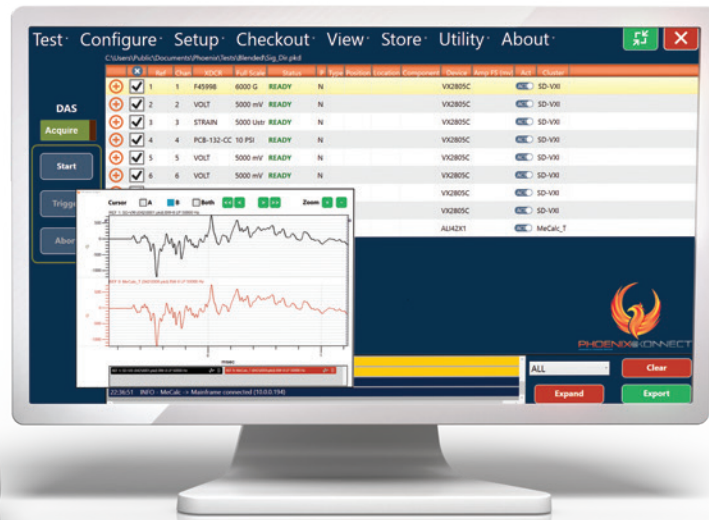 Test Configure Setup Checkout View Store Utility About
C:\Users\Public\Documents\Phoenix\Tests\Blended\Sig_Dir.pkd
Ref Chan XDCR Full Scale Status P Type Position Location Component Device Amp FS (mv) Act Cluster
1 1 F45998 6000 G READY N VX2805C SD-VXI
DAS
2 2 VOLT 5000 mV READY N VX2805C SD-VXI
Acquire
3 3 STRAIN 5000 Ustr READY N VX2805C SD-VXI
4 4 PCB-132-CC 10 PSI READY N VX2805C SD-VXI
Start
5 5 VOLT 5000 mV READY N VX2805C SD-VXI
6 6 VOLT 5000 mV READY N VX2805C SD-VXI
VX2805C SD-VXI
Trigge
Cursor A B Both << < > >> Zoom + -
VX2805C SD-VXI
Abor
ALI42X1 MeCalc_T
PHOENIX KONNECT
ALL Clear
22:36:51 INFO - MeCalc -> Mainframe connected (10.0.0.194)
Expand Export